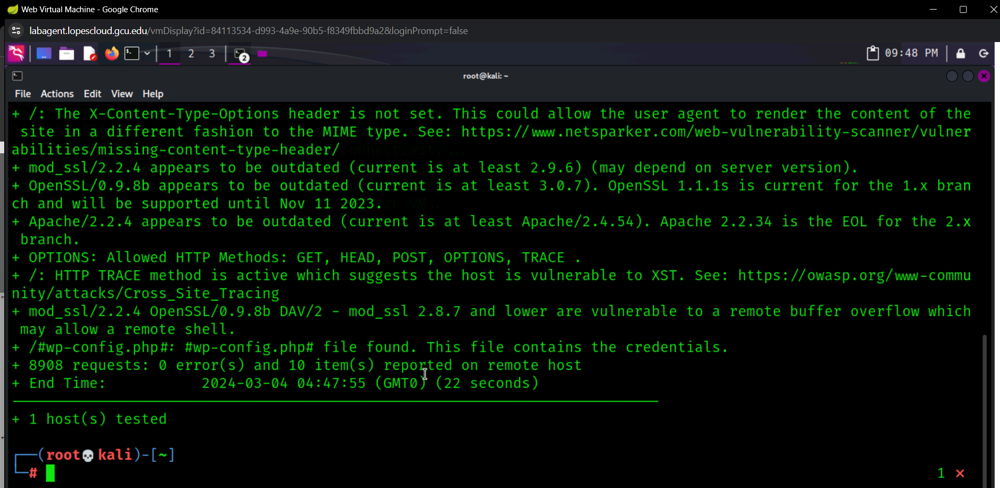 Web Virtual Machine - Google Chrome
labagent.lopescloud.gcu.edu/vmDisplay?id=84113534-d993-4a9e-90b5-f8349fbbd9a2&loginPrompt=false
1 2 3 2 09:48 PM
root@kali: ~
File Actions Edit View Help
+ /: The X-Content-Type-Options header is not set. This could allow the user agent to render the content of the
site in a different fashion to the MIME type. See: https://www.netsparker.com/web-vulnerability-scanner/vulner
abilities/missing-content-type-header/
+ mod_ssl/2.2.4 appears to be outdated (current is at least 2.9.6) (may depend on server version).
+ OpenSSL/0.9.8b appears to be outdated (current is at least 3.0.7). OpenSSL 1.1.1s is current for the 1.x bran
ch and will be supported until Nov 11 2023.
+ Apache/2.2.4 appears to be outdated (current is at least Apache/2.4.54). Apache 2.2.34 is the EOL for the 2.x
branch.
+ OPTIONS: Allowed HTTP Methods: GET, HEAD, POST, OPTIONS, TRACE .
+ /: HTTP TRACE method is active which suggests the host is vulnerable to XST. See: https://owasp.org/www-commu
nity/attacks/Cross_Site_Tracing
+ mod_ssl/2.2.4 OpenSSL/0.9.8b DAV/2 - mod_ssl 2.8.7 and lower are vulnerable to a remote buffer overflow which
may allow a remote shell.
+ /#wp-config.php#: #wp-config.php# file found. This file contains the credentials.
+ 8908 requests: 0 error(s) and 10 item(s) reported on remote host
+ End Time: 2024-03-04 04:47:55 (GMT0) (22 seconds)
+ 1 host(s) tested
(root💀kali)-[~]
# 1 ×